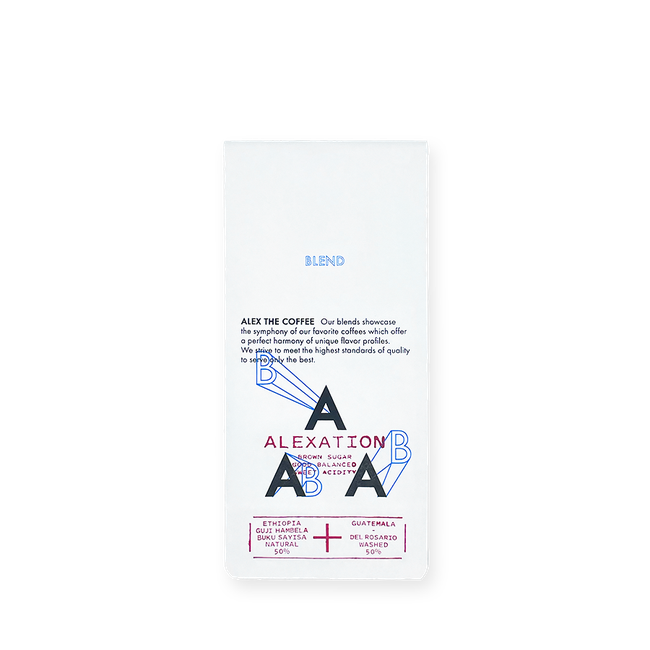 BLEND
ALEX THE COFFEE Our blends showcase
the symphony of our favorite coffees which offer
a perfect harmony of unique flavor profiles.
We strive to meet the highest standards of quality
to serve only the best.
B
A
ALEXATION
B
BROWN SUGAR
GOOD BALANCED
SWEET ACIDITY
A
B
A
ETHIOPIA
GUJI HAMBELA
BUKU SAYISA
NATURAL
50%
+
GUATEMALA
-
DEL ROSARIO
WASHED
50%